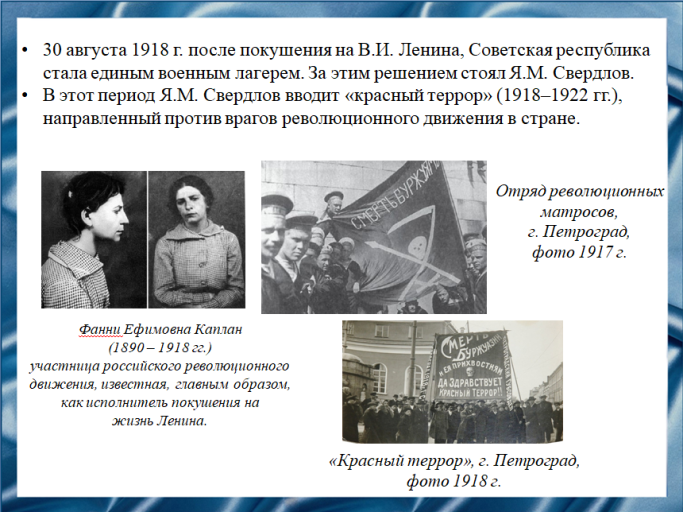 • 30 августа 1918 г. после покушения на В.И. Ленина, Советская республика
стала единым военным лагерем. За этим решением стоял Я.М. Свердлов.
• В этот период Я.М. Свердлов вводит «красный террор» (1918–1922 гг.),
направленный против врагов революционного движения в стране.
СМЕРТЬ БУРЖУЯМ
Отряд революционных
матросов,
г. Петроград,
фото 1917 г.
Фанни Ефимовна Каплан
(1890 – 1918 гг.)
участница российского революционного
движения, известная, главным образом,
как исполнитель покушения на
жизнь Ленина.
СМЕРТЬ
БУРЖУАЗИИ
И ЕЯ ПРИХВОСТНЯМ
ДА ЗДРАВСТВУЕТ
КРАСНЫЙ ТЕРРОР!!
«Красный террор», г. Петроград,
фото 1918 г.